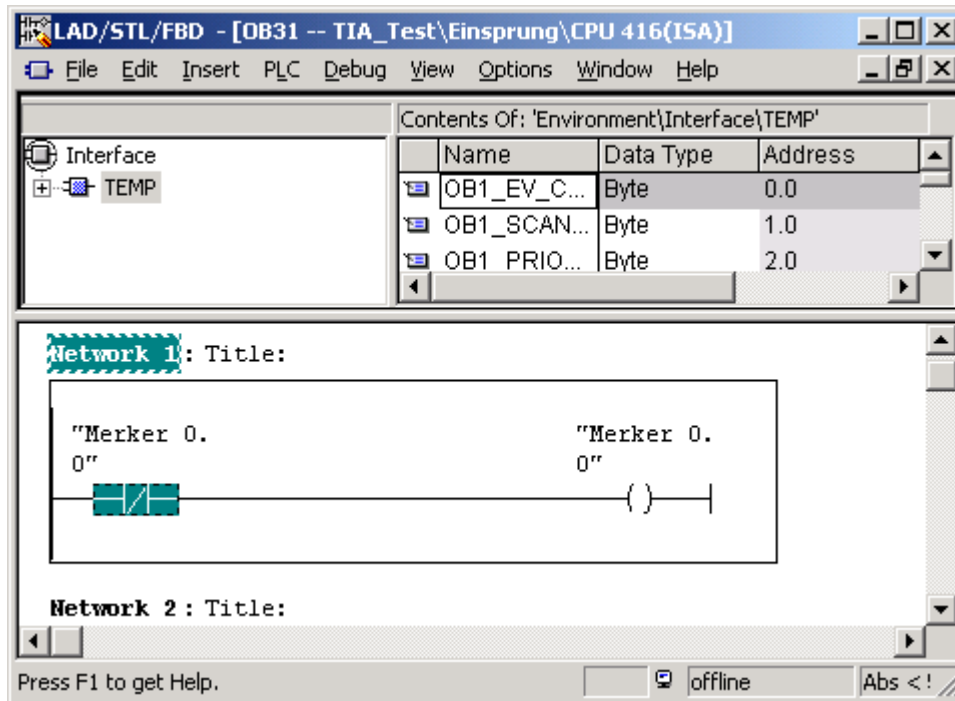 LAD/STL/FBD - [OB31 -- TIA_Test\Einsprung\CPU 416(ISA)]
File Edit Insert PLC Debug View Options Window Help
Contents Of: 'Environment\Interface\TEMP'
Interface
TEMP
Name Data Type Address
OB1_EV_C... Byte 0.0
OB1_SCAN... Byte 1.0
OB1_PRIO... Byte 2.0
Network 1: Title:
"Merker 0. "Merker 0.
0" 0"
Network 2: Title:
Press F1 to get Help. offline Abs <!